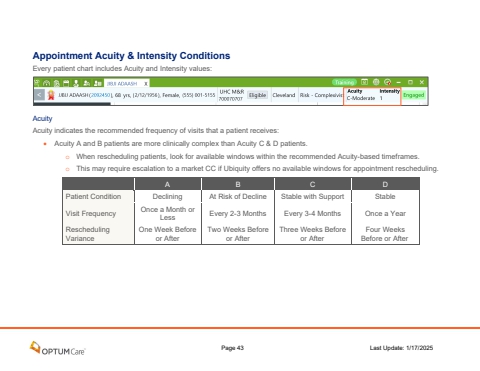 Appointment Acuity & Intensity Conditions
Every patient chart includes Acuity and Intensity values:
JIBJI ADAASH X
Training
JIBJI ADAASH (2092450), 68 yrs, (2/12/1956), Female, (555) 601-5155
UHC M&R
700070707
Eligible
Cleveland
Risk - Complexivist
Acuity
C-Moderate
Intensity
1
Engaged
Acuity
Acuity indicates the recommended frequency of visits that a patient receives:
• Acuity A and B patients are more clinically complex than Acuity C & D patients.
o When rescheduling patients, look for available windows within the recommended Acuity-based timeframes.
o This may require escalation to a market CC if Ubiquity offers no available windows for appointment rescheduling.
A B C D
Patient Condition Declining At Risk of Decline Stable with Support Stable
Visit Frequency Once a Month or Less Every 2-3 Months Every 3-4 Months Once a Year
Rescheduling Variance One Week Before or After Two Weeks Before or After Three Weeks Before or After Four Weeks Before or After
OPTUM Care Page 43 Last Update: 1/17/2025